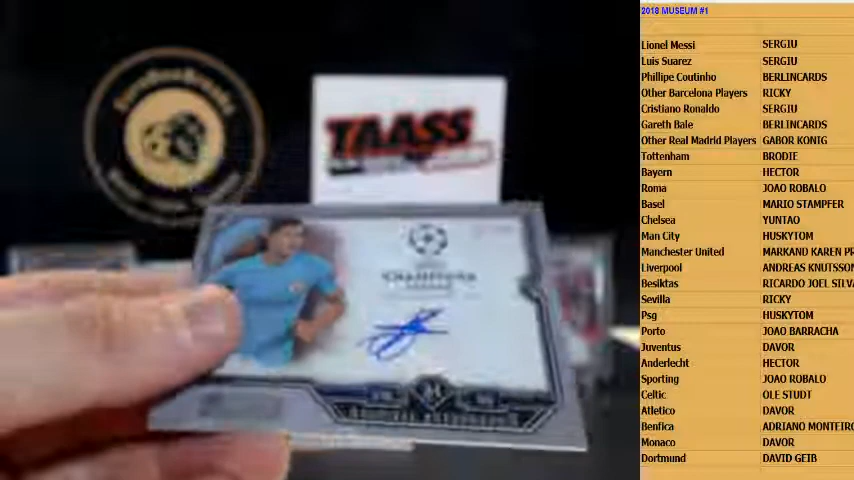 TAASS
CHAMPIONS
LEAGUE
2018 MUSEUM #1
Lionel Messi SERGIU
Luis Suarez SERGIU
Phillipe Coutinho BERLINCARDS
Other Barcelona Players RICKY
Cristiano Ronaldo SERGIU
Gareth Bale BERLINCARDS
Other Real Madrid Players GABOR KONIG
Tottenham BRODIE
Bayern HECTOR
Roma JOAO ROBALO
Basel MARIO STAMPFER
Chelsea YUNTAO
Man City HUSKYTOM
Manchester United MARKAND KAREN PR
Liverpool ANDREAS KNUTSSON
Besiktas RICARDO JOEL SILVA
Sevilla RICKY
Psg HUSKYTOM
Porto JOAO BARRACHA
Juventus DAVOR
Anderlecht HECTOR
Sporting JOAO ROBALO
Celtic OLE STUDT
Atletico DAVOR
Benfica ADRIANO MONTEIRO
Monaco DAVOR
Dortmund DAVID GEIB